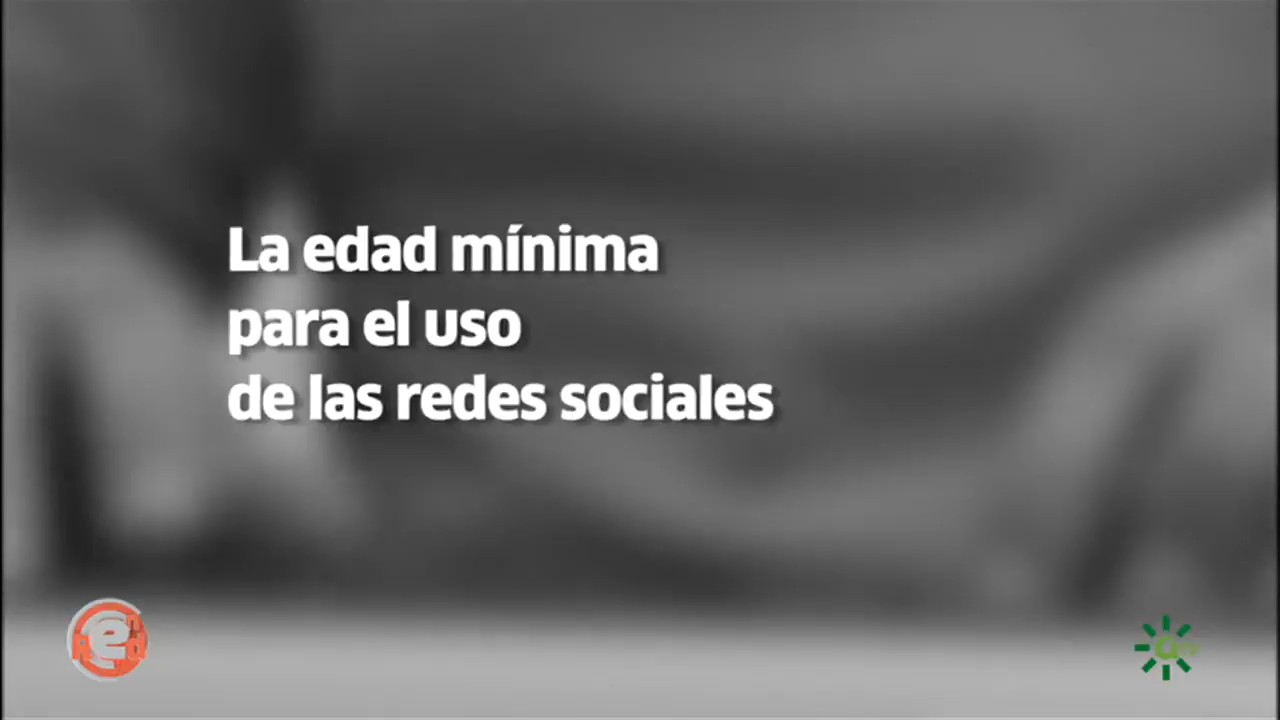 La edad mínima
para el uso
de las redes sociales